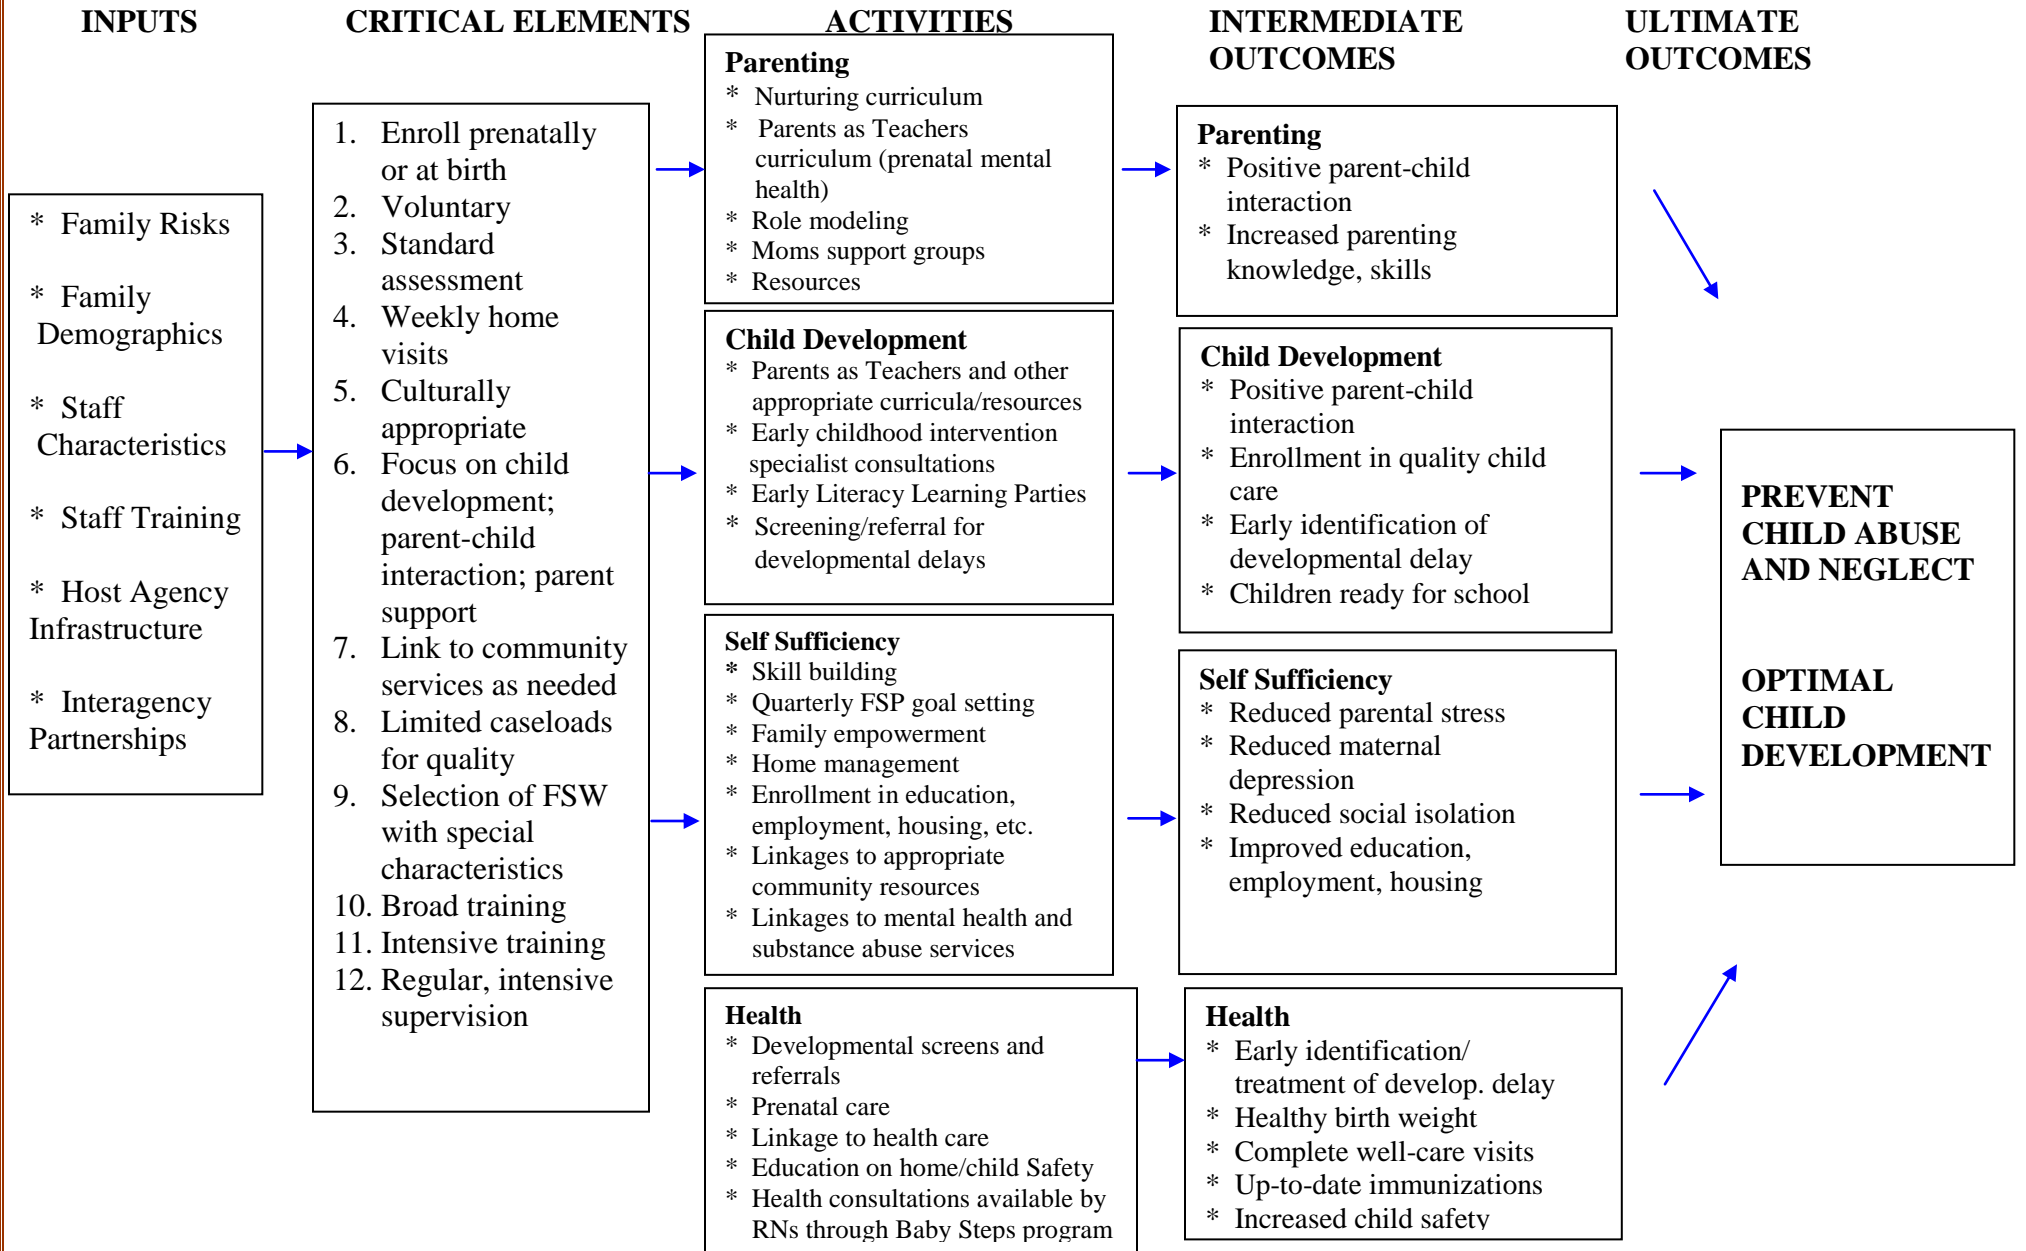 INPUTS
CRITICAL ELEMENTS
ACTIVITIES
INTERMEDIATE
OUTCOMES
ULTIMATE
OUTCOMES
* Family Risks
* Family
Demographics
* Staff
Characteristics
* Staff Training
* Host Agency
Infrastructure
* Interagency
Partnerships
1. Enroll prenatally
or at birth
2. Voluntary
3. Standard
assessment
4. Weekly home
visits
5. Culturally
appropriate
6. Focus on child
development;
parent-child
interaction; parent
support
7. Link to community
services as needed
8. Limited caseloads
for quality
9. Selection of FSW
with special
characteristics
10. Broad training
11. Intensive training
12. Regular, intensive
supervision
Parenting
* Nurturing curriculum
* Parents as Teachers
curriculum (prenatal mental
health)
* Role modeling
* Moms support groups
* Resources
Child Development
* Parents as Teachers and other
appropriate curricula/resources
* Early childhood intervention
specialist consultations
* Early Literacy Learning Parties
* Screening/referral for
developmental delays
Self Sufficiency
* Skill building
* Quarterly FSP goal setting
* Family empowerment
* Home management
* Enrollment in education,
employment, housing, etc.
* Linkages to appropriate
community resources
* Linkages to mental health and
substance abuse services
Health
* Developmental screens and
referrals
* Prenatal care
* Linkage to health care
* Education on home/child Safety
* Health consultations available by
RNs through Baby Steps program
Parenting
* Positive parent-child
interaction
* Increased parenting
knowledge, skills
Child Development
* Positive parent-child
interaction
* Enrollment in quality child
care
* Early identification of
developmental delay
* Children ready for school
Self Sufficiency
* Reduced parental stress
* Reduced maternal
depression
* Reduced social isolation
* Improved education,
employment, housing
Health
* Early identification/
treatment of develop. delay
* Healthy birth weight
* Complete well-care visits
* Up-to-date immunizations
* Increased child safety
PREVENT
CHILD ABUSE
AND NEGLECT
OPTIMAL
CHILD
DEVELOPMENT